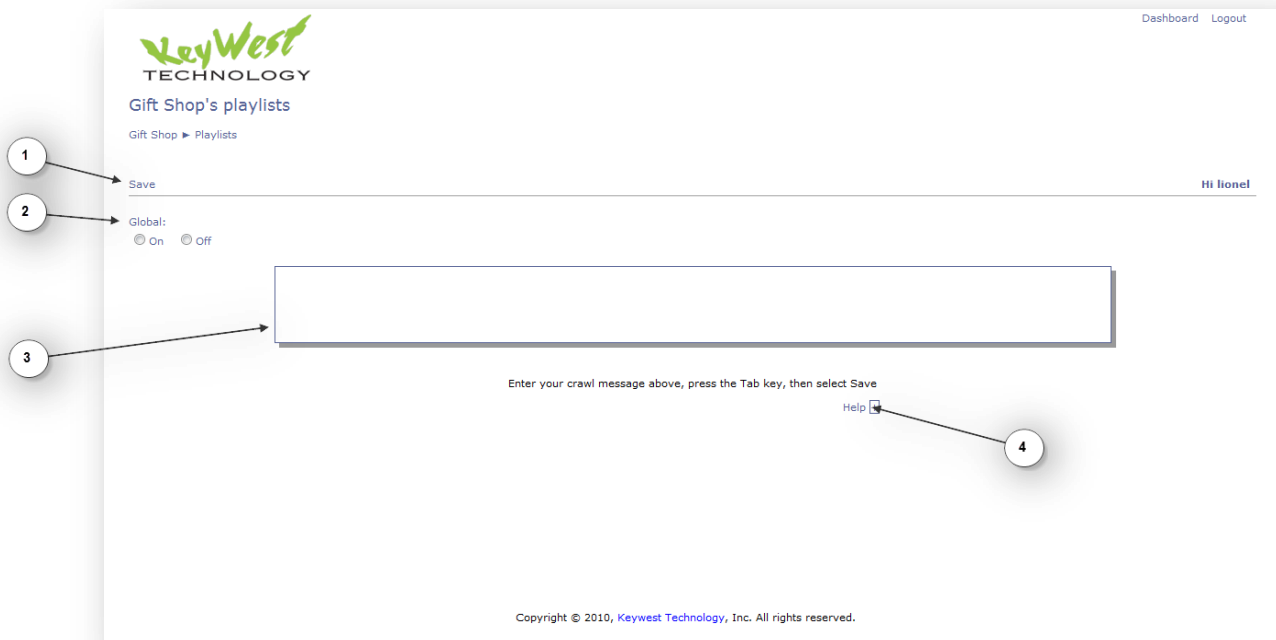 Dashboard Logout
KeyWest
TECHNOLOGY
Gift Shop's playlists
Gift Shop ► Playlists
1
Save Hi lionel
2
Global:
On Off
3
Enter your crawl message above, press the Tab key, then select Save
Help
4
Copyright © 2010, Keywest Technology, Inc. All rights reserved.